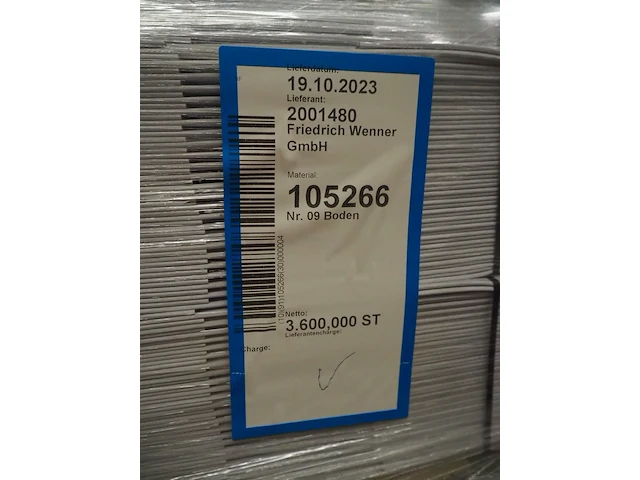 Lieferdatum:
19.10.2023
Lieferant:
2001480
Friedrich Wenner
GmbH
Material:
105266
Nr. 09 Boden
Netto:
3.600,000 ST
Lieferantencharge:
Charge: